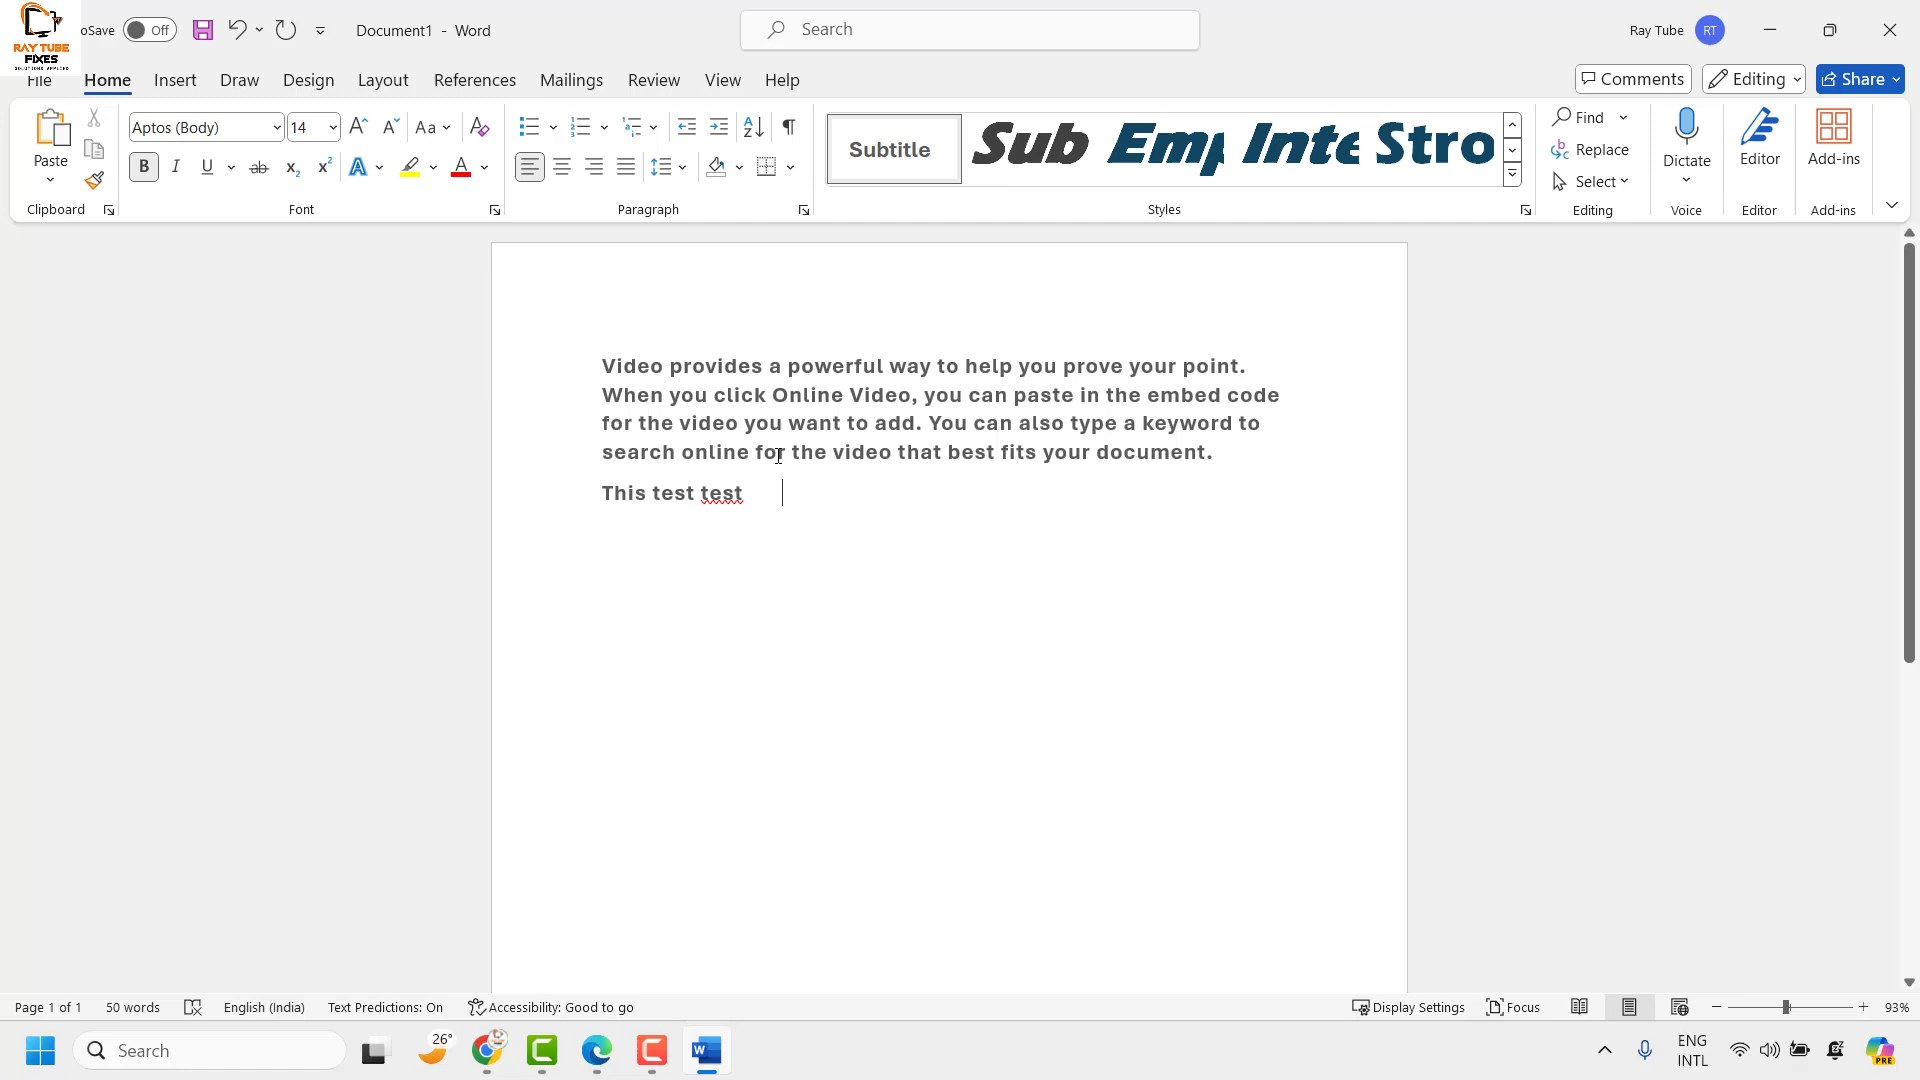 RAY TUBE
FIXES
SOLUTIONS APPLIED
oSave Off Document1 - Word Search Ray Tube RT
File Home Insert Draw Design Layout References Mailings Review View Help Comments Editing Share
Paste
Clipboard
Aptos (Body) 14
Font
Paragraph
Subtitle Sub Emp Inte Stro
Styles
Find
Replace
Select
Editing
Dictate
Voice
Editor
Editor
Add-ins
Add-ins
Video provides a powerful way to help you prove your point.
When you click Online Video, you can paste in the embed code
for the video you want to add. You can also type a keyword to
search online for the video that best fits your document.
This test test
Page 1 of 1 50 words English (India) Text Predictions: On Accessibility: Good to go Display Settings Focus 93%
Search 26° ENG
INTL
PRE